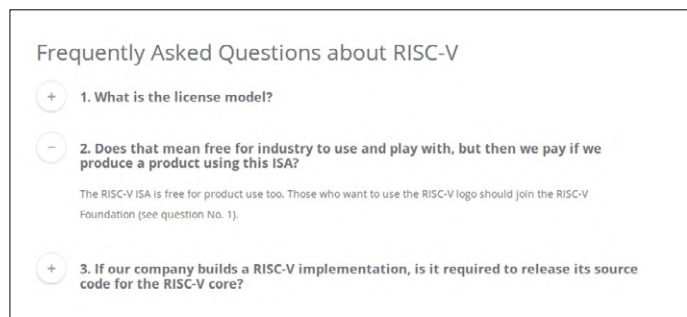 Frequently Asked Questions about RISC-V
+ 1. What is the license model?
− 2. Does that mean free for industry to use and play with, but then we pay if we
produce a product using this ISA?
The RISC-V ISA is free for product use too. Those who want to use the RISC-V logo should join the RISC-V
Foundation (see question No. 1).
+ 3. If our company builds a RISC-V implementation, is it required to release its source
code for the RISC-V core?